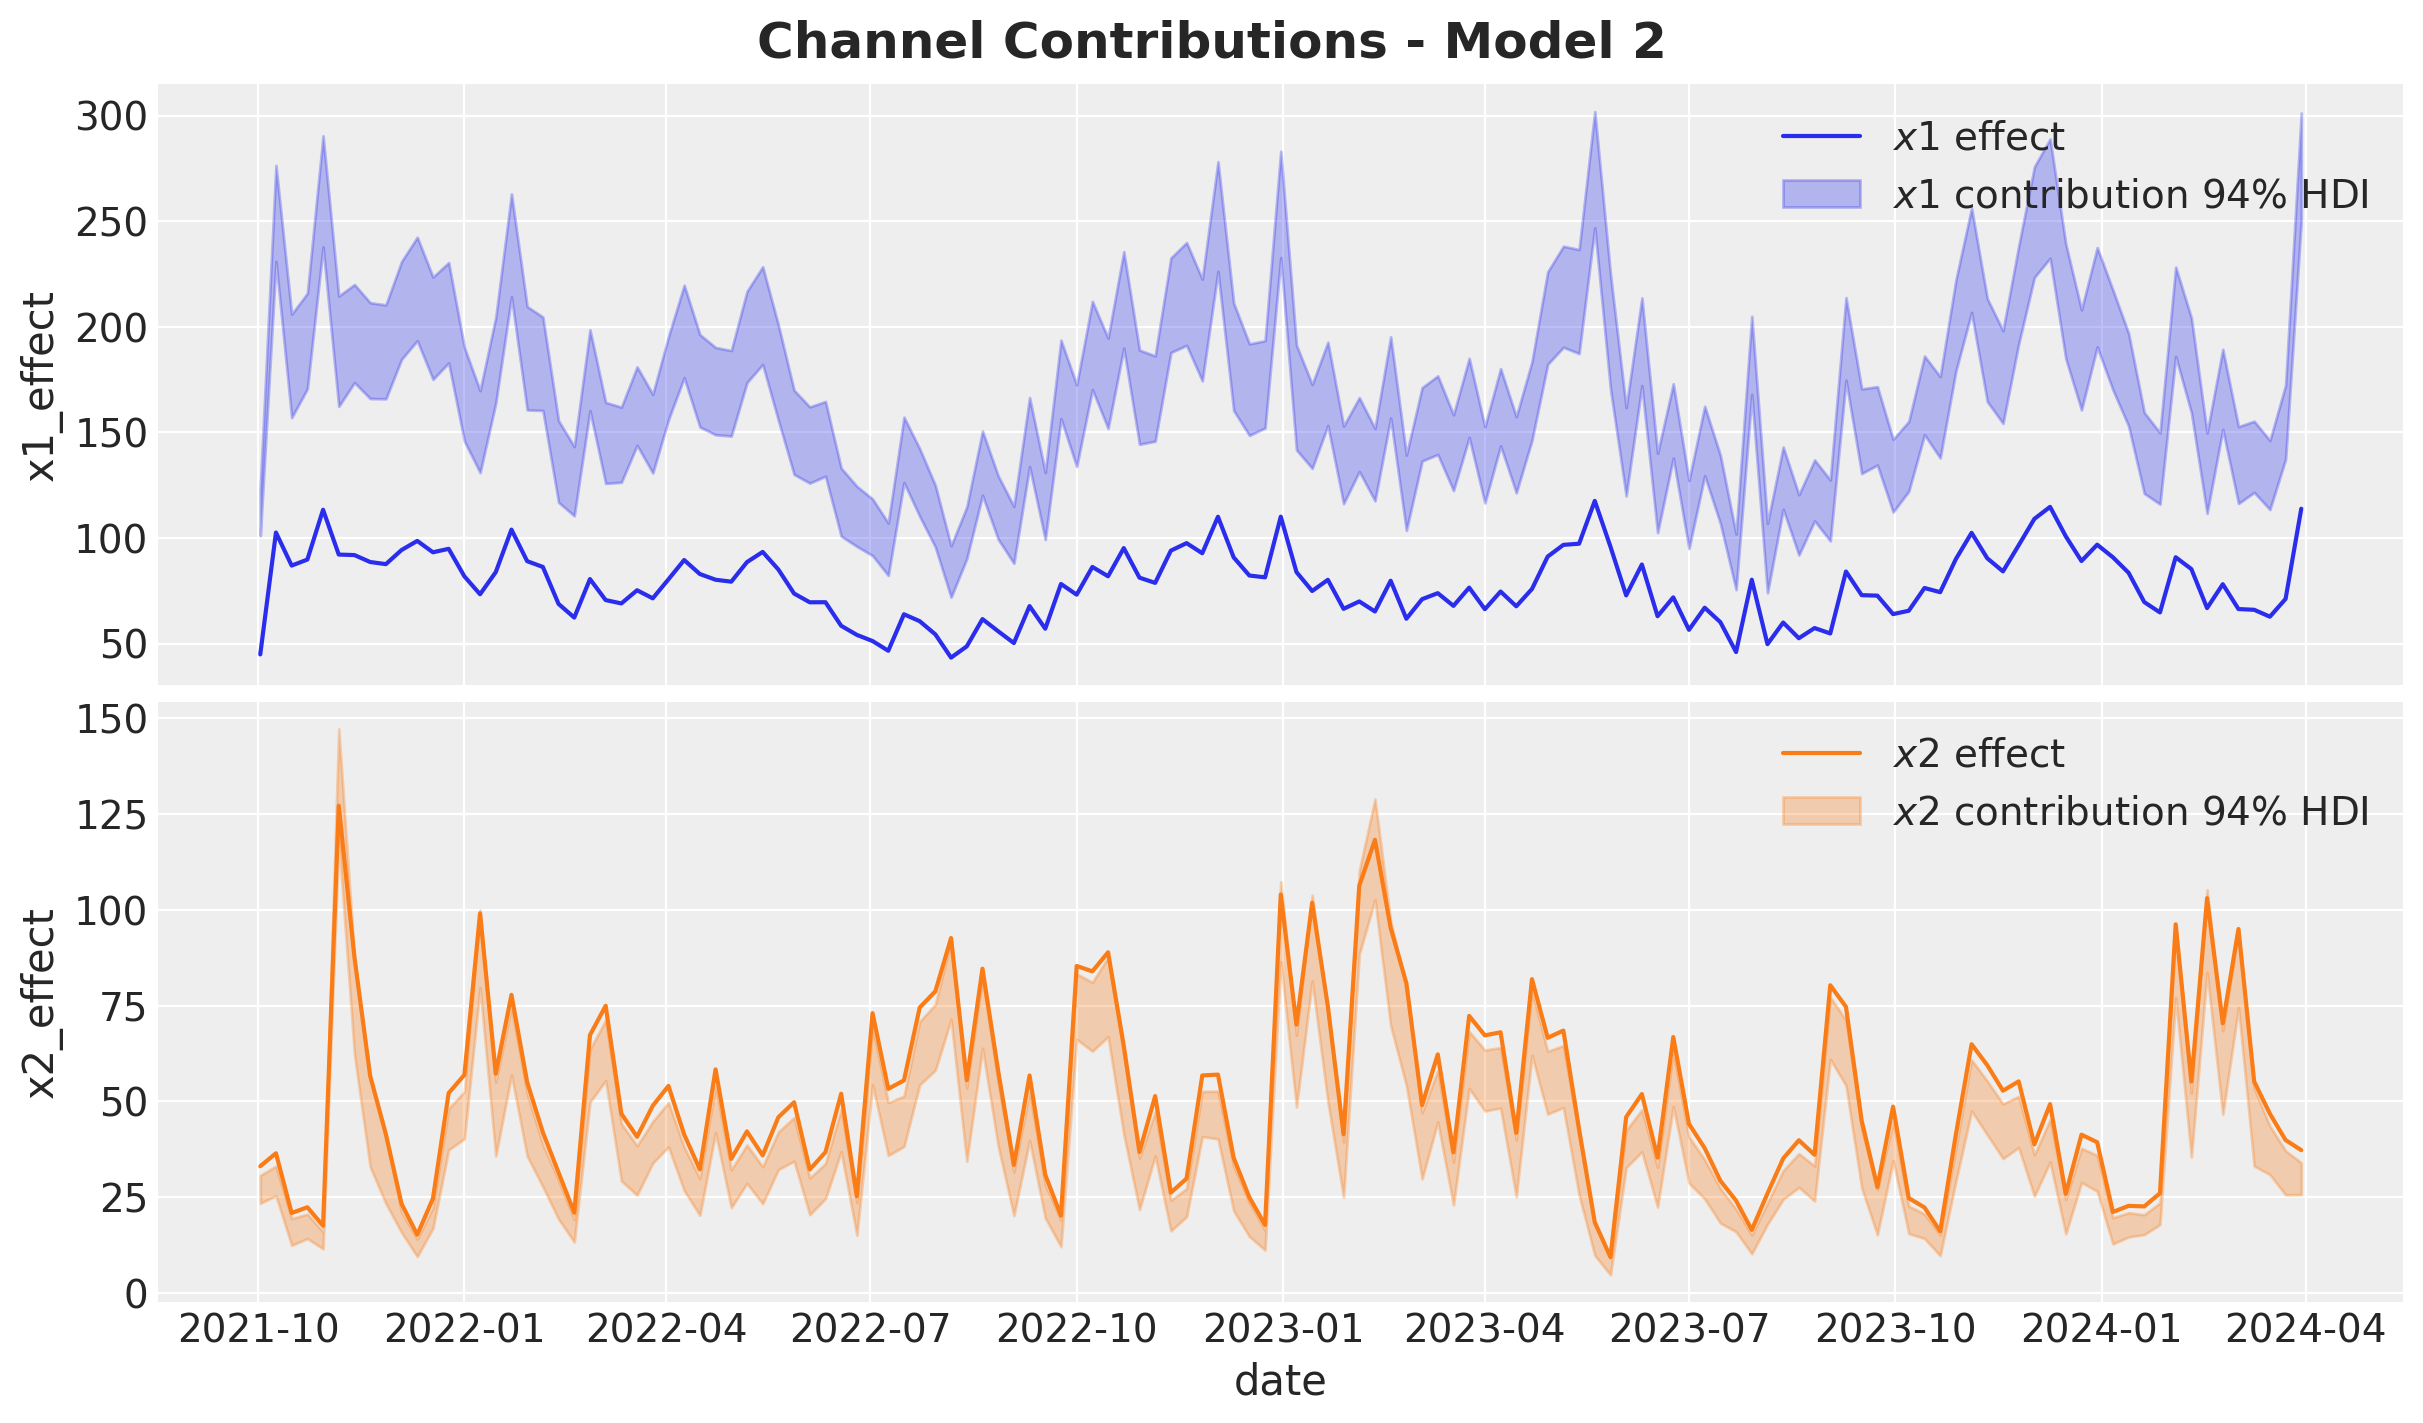 Channel Contributions - Model 2
300
250
200
150
100
50
x1_effect
x1 effect
x1 contribution 94% HDI
150
125
100
75
50
25
0
x2_effect
x2 effect
x2 contribution 94% HDI
2021-10 2022-01 2022-04 2022-07 2022-10 2023-01 2023-04 2023-07 2023-10 2024-01 2024-04
date